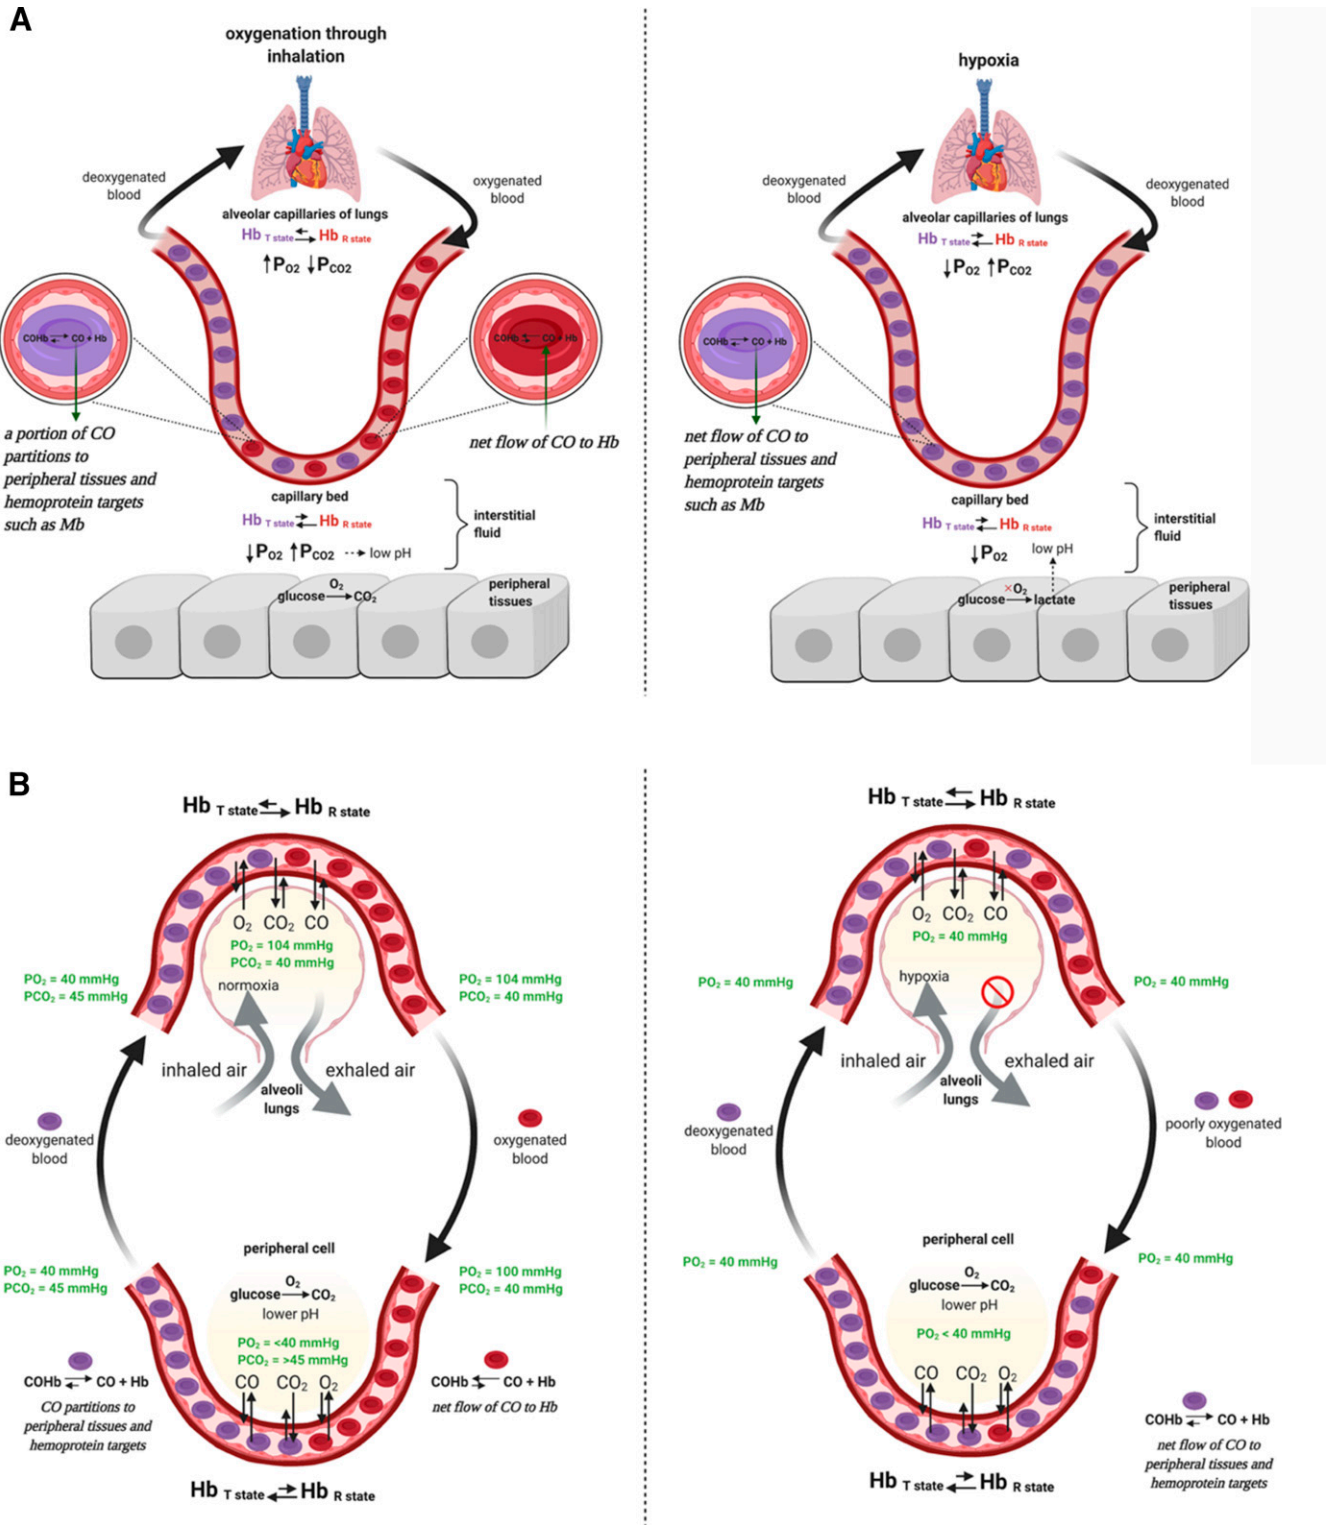 A
oxygenation through
inhalation
deoxygenated
blood
oxygenated
blood
alveolar capillaries of lungs
Hb T state Hb R state
↑PO2 ↓PCO2
COHb CO + Hb
COHb CO + Hb
a portion of CO
partitions to
peripheral tissues and
hemoprotein targets
such as Mb
net flow of CO to Hb
capillary bed
Hb T state Hb R state
↓PO2 ↑PCO2 ⇢ low pH
interstitial
fluid
O2
glucose → CO2
peripheral
tissues
hypoxia
deoxygenated
blood
deoxygenated
blood
alveolar capillaries of lungs
Hb T state Hb R state
↓PO2 ↑PCO2
COHb CO + Hb
net flow of CO to
peripheral tissues and
hemoprotein targets
such as Mb
capillary bed
Hb T state Hb R state
↓PO2
low pH
interstitial
fluid
×O2
glucose → lactate
peripheral
tissues
B
Hb T state Hb R state
O2 CO2 CO
PO2 = 104 mmHg
PCO2 = 40 mmHg
normoxia
PO2 = 40 mmHg
PCO2 = 45 mmHg
PO2 = 104 mmHg
PCO2 = 40 mmHg
inhaled air
exhaled air
alveoli
lungs
deoxygenated
blood
oxygenated
blood
peripheral cell
PO2 = 40 mmHg
PCO2 = 45 mmHg
PO2 = 100 mmHg
PCO2 = 40 mmHg
O2
glucose → CO2
lower pH
PO2 = <40 mmHg
PCO2 = >45 mmHg
CO CO2 O2
COHb CO + Hb
CO partitions to
peripheral tissues and
hemoprotein targets
COHb CO + Hb
net flow of CO to Hb
Hb T state Hb R state
Hb T state Hb R state
O2 CO2 CO
PO2 = 40 mmHg
hypoxia
PO2 = 40 mmHg
PO2 = 40 mmHg
inhaled air
exhaled air
alveoli
lungs
deoxygenated
blood
poorly oxygenated
blood
peripheral cell
PO2 = 40 mmHg
PO2 = 40 mmHg
O2
glucose → CO2
lower pH
PO2 < 40 mmHg
CO CO2 O2
COHb CO + Hb
net flow of CO to
peripheral tissues and
hemoprotein targets
Hb T state Hb R state